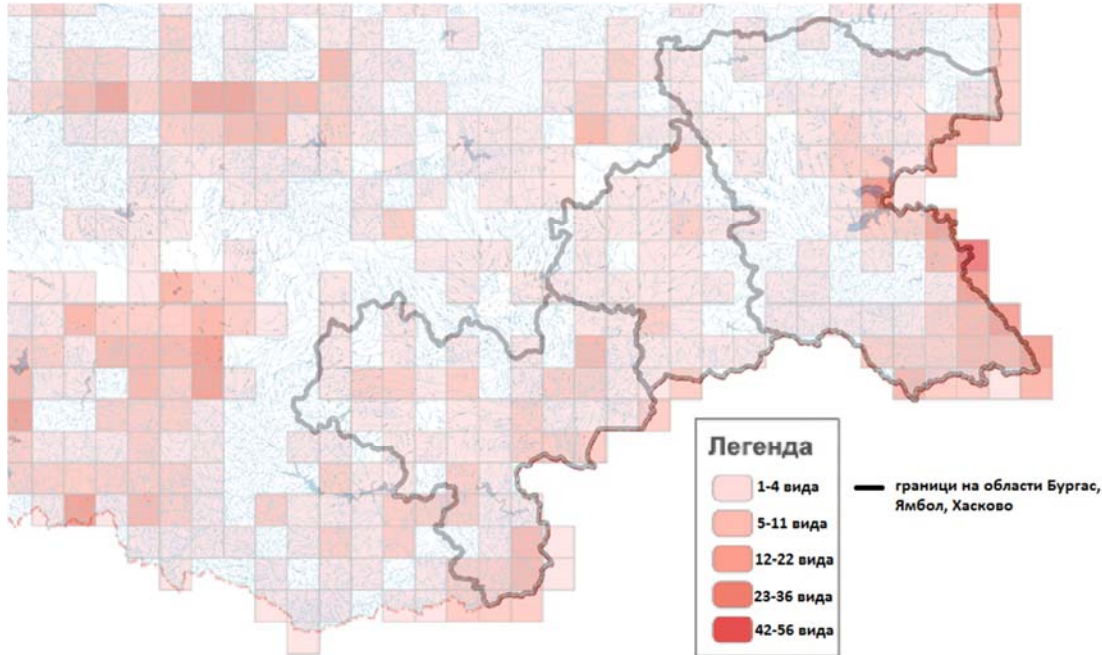 Легенда
1-4 вида
5-11 вида
12-22 вида
23-36 вида
42-56 вида
граници на области Бургас,
Ямбол, Хасково